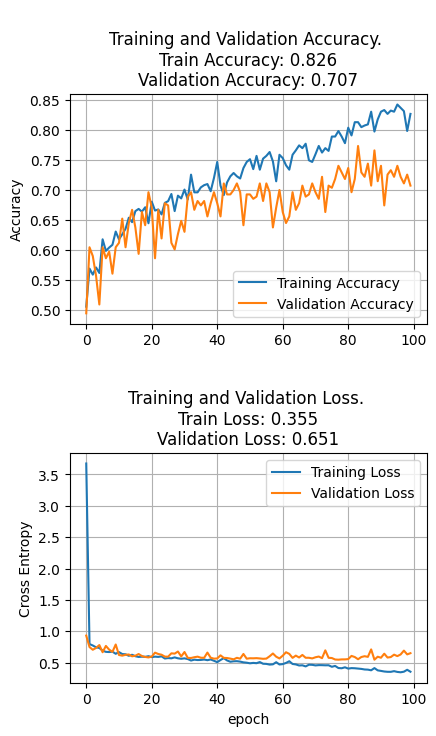 Training and Validation Accuracy.
Train Accuracy: 0.826
Validation Accuracy: 0.707
0.85
0.80
0.75
0.70
0.65
0.60
0.55
0.50
Accuracy
Training Accuracy
Validation Accuracy
0 20 40 60 80 100
Training and Validation Loss.
Train Loss: 0.355
Validation Loss: 0.651
3.5
3.0
2.5
2.0
1.5
1.0
0.5
Cross Entropy
Training Loss
Validation Loss
0 20 40 60 80 100
epoch